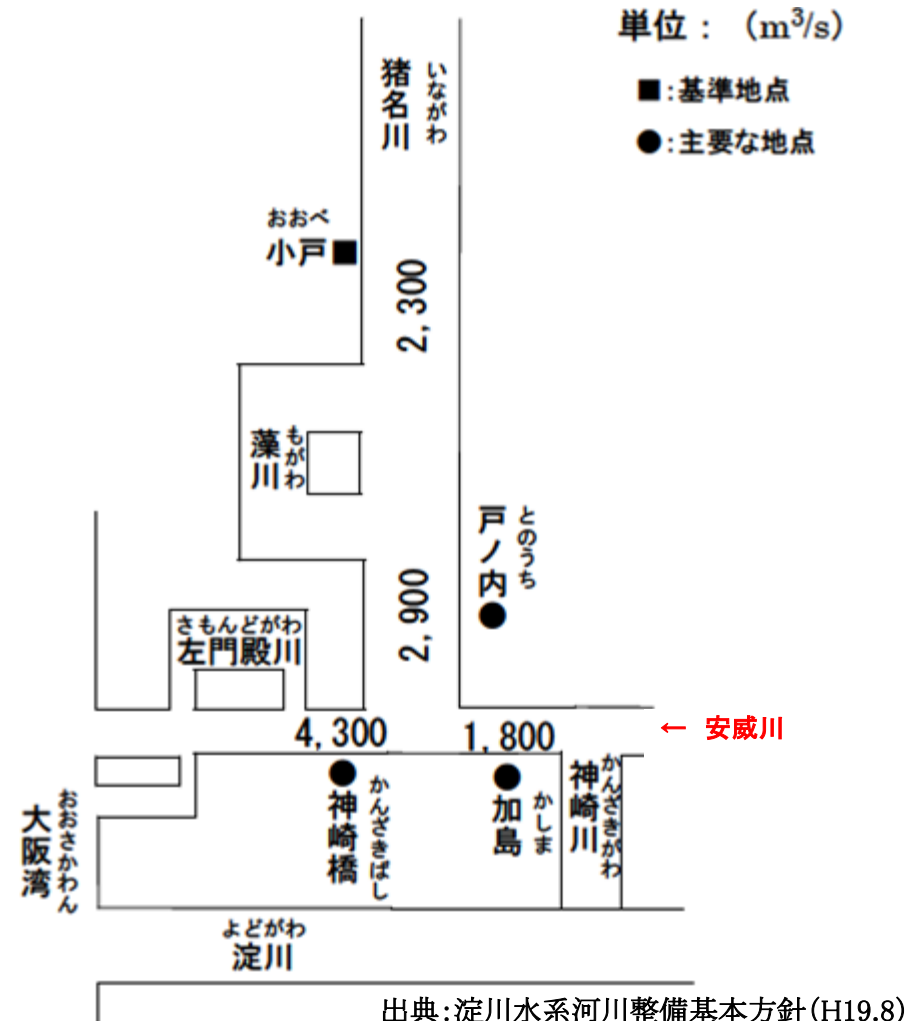 単位：（m³/s）
■：基準地点
●：主要な地点
いながわ
猪名川
おおべ
小戸■
2,300
もがわ
藻川
とのうち
戸ノ内●
2,900
さもんどがわ
左門殿川
4,300
1,800
← 安威川
かんざきばし
●神崎橋
かしま
●加島
かんざきがわ
神崎川
おおさかわん
大阪湾
よどがわ
淀川
出典：淀川水系河川整備基本方針(H19.8)